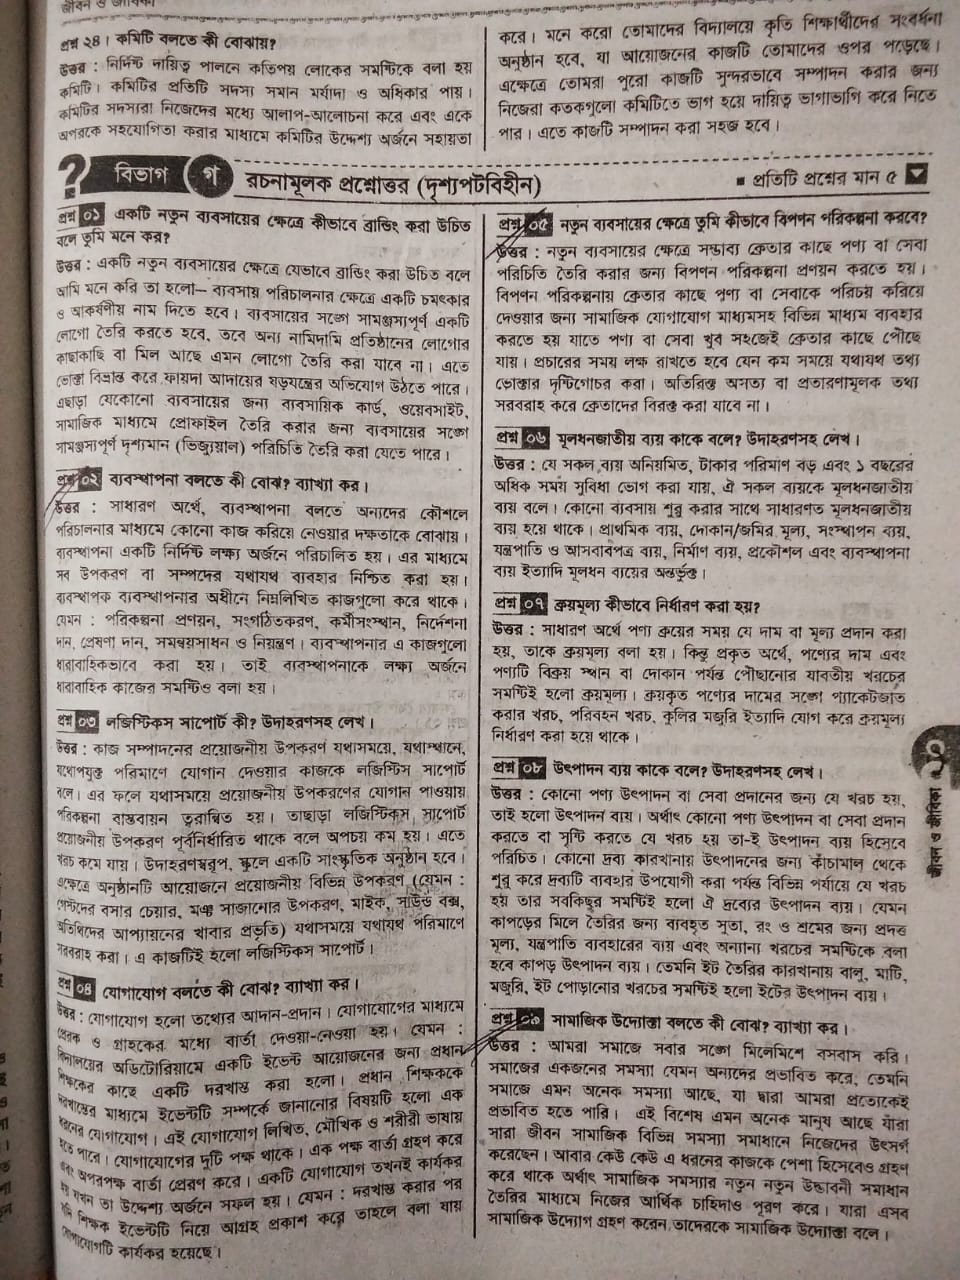 জীবন ও জীবিকা
প্রশ্ন ২৪। কমিটি বলতে কী বোঝায়?
উত্তর : নির্দিষ্ট দায়িত্ব পালনে কতিপয় লোকের সমষ্টিকে বলা হয়
কমিটি। কমিটির প্রতিটি সদস্য সমান মর্যাদা ও অধিকার পায়।
কমিটির সদস্যরা নিজেদের মধ্যে আলাপ-আলোচনা করে এবং একে
অপরকে সহযোগিতা করার মাধ্যমে কমিটির উদ্দেশ্য অর্জনে সহায়তা
করে। মনে করো তোমাদের বিদ্যালয়ে কৃতি শিক্ষার্থীদের সংবর্ধনা
অনুষ্ঠান হবে, যা আয়োজনের কাজটি তোমাদের ওপর পড়েছে।
এক্ষেত্রে তোমরা পুরো কাজটি সুন্দরভাবে সম্পাদন করার জন্য
নিজেরা কতকগুলো কমিটিতে ভাগ হয়ে দায়িত্ব ভাগাভাগি করে নিতে
পার। এতে কাজটি সম্পাদন করা সহজ হবে।
? বিভাগ গ রচনামূলক প্রশ্নোত্তর (দৃশ্যপটবিহীন) ▪ প্রতিটি প্রশ্নের মান ৫
প্রশ্ন ০১ একটি নতুন ব্যবসায়ের ক্ষেত্রে কীভাবে ব্রান্ডিং করা উচিত
বলে তুমি মনে কর?
উত্তর : একটি নতুন ব্যবসায়ের ক্ষেত্রে যেভাবে ব্রান্ডিং করা উচিত বলে
আমি মনে করি তা হলো— ব্যবসায় পরিচালনার ক্ষেত্রে একটি চমৎকার
ও আকর্ষণীয় নাম দিতে হবে। ব্যবসায়ের সঙ্গে সামঞ্জস্যপূর্ণ একটি
লোগো তৈরি করতে হবে, তবে অন্য নামিদামি প্রতিষ্ঠানের লোগোর
কাছাকাছি বা মিল আছে এমন লোগো তৈরি করা যাবে না। এতে
ভোক্তা বিভ্রান্ত করে ফায়দা আদায়ের ষড়যন্ত্রের অভিযোগ উঠতে পারে।
এছাড়া যেকোনো ব্যবসায়ের জন্য ব্যবসায়িক কার্ড, ওয়েবসাইট,
সামাজিক মাধ্যমে প্রোফাইল তৈরি করার জন্য ব্যবসায়ের সঙ্গে
সামঞ্জস্যপূর্ণ দৃশ্যমান (ভিজ্যুয়াল) পরিচিতি তৈরি করা যেতে পারে।
প্রশ্ন ০২ ব্যবস্থাপনা বলতে কী বোঝ? ব্যাখ্যা কর।
উত্তর : সাধারণ অর্থে, ব্যবস্থাপনা বলতে অন্যদের কৌশলে
পরিচালনার মাধ্যমে কোনো কাজ করিয়ে নেওয়ার দক্ষতাকে বোঝায়।
ব্যবস্থাপনা একটি নির্দিষ্ট লক্ষ্য অর্জনে পরিচালিত হয়। এর মাধ্যমে
সব উপকরণ বা সম্পদের যথাযথ ব্যবহার নিশ্চিত করা হয়।
ব্যবস্থাপক ব্যবস্থাপনার অধীনে নিম্নলিখিত কাজগুলো করে থাকে।
যেমন : পরিকল্পনা প্রণয়ন, সংগঠিতকরণ, কর্মীসংস্থান, নির্দেশনা
দান, প্রেষণা দান, সমন্বয়সাধন ও নিয়ন্ত্রণ। ব্যবস্থাপনার এ কাজগুলো
ধারাবাহিকভাবে করা হয়। তাই ব্যবস্থাপনাকে লক্ষ্য অর্জনে
ধারাবাহিক কাজের সমষ্টিও বলা হয়।
প্রশ্ন ০৩ লজিস্টিকস সাপোর্ট কী? উদাহরণসহ লেখ।
উত্তর : কাজ সম্পাদনের প্রয়োজনীয় উপকরণ যথাসময়ে, যথাস্থানে,
যথোপযুক্ত পরিমাণে যোগান দেওয়ার কাজকে লজিস্টিকস সাপোর্ট
বলে। এর ফলে যথাসময়ে প্রয়োজনীয় উপকরণের যোগান পাওয়ায়
পরিকল্পনা বাস্তবায়ন ত্বরান্বিত হয়। তাছাড়া লজিস্টিকস সাপোর্ট
প্রয়োজনীয় উপকরণ পূর্বনির্ধারিত থাকে বলে অপচয় কম হয়। এতে
খরচ কমে যায়। উদাহরণস্বরূপ, স্কুলে একটি সাংস্কৃতিক অনুষ্ঠান হবে।
এক্ষেত্রে অনুষ্ঠানটি আয়োজনে প্রয়োজনীয় বিভিন্ন উপকরণ (যেমন :
গেস্টদের বসার চেয়ার, মঞ্চ সাজানোর উপকরণ, মাইক, সাউন্ড বক্স,
অতিথিদের আপ্যায়নের খাবার প্রভৃতি) যথাসময়ে যথাযথ পরিমাণে
সরবরাহ করা। এ কাজটিই হলো লজিস্টিকস সাপোর্ট।
প্রশ্ন ০৪ যোগাযোগ বলতে কী বোঝ? ব্যাখ্যা কর।
উত্তর : যোগাযোগ হলো তথ্যের আদান-প্রদান। যোগাযোগের মাধ্যমে
প্রেরক ও গ্রাহকের মধ্যে বার্তা দেওয়া-নেওয়া হয়। যেমন :
বিদ্যালয়ের অডিটোরিয়ামে একটি ইভেন্ট আয়োজনের জন্য প্রধান
শিক্ষকের কাছে একটি দরখাস্ত করা হলো। প্রধান শিক্ষককে
দরখাস্তের মাধ্যমে ইভেন্টটি সম্পর্কে জানানোর বিষয়টি হলো এক
ধরনের যোগাযোগ। এই যোগাযোগ লিখিত, মৌখিক ও শরীরী ভাষায়
হতে পারে। যোগাযোগের দুটি পক্ষ থাকে। এক পক্ষ বার্তা গ্রহণ করে
এবং অপরপক্ষ বার্তা প্রেরণ করে। একটি যোগাযোগ তখনই কার্যকর
হয় যখন তা উদ্দেশ্য অর্জনে সফল হয়। যেমন : দরখাস্ত করার পর
যদি শিক্ষক ইভেন্টটি নিয়ে আগ্রহ প্রকাশ করে তাহলে বলা যায়
যোগাযোগটি কার্যকর হয়েছে।
প্রশ্ন ০৫ নতুন ব্যবসায়ের ক্ষেত্রে তুমি কীভাবে বিপণন পরিকল্পনা করবে?
উত্তর : নতুন ব্যবসায়ের ক্ষেত্রে সম্ভাব্য ক্রেতার কাছে পণ্য বা সেবা
পরিচিতি তৈরি করার জন্য বিপণন পরিকল্পনা প্রণয়ন করতে হয়।
বিপণন পরিকল্পনায় ক্রেতার কাছে পণ্য বা সেবাকে পরিচয় করিয়ে
দেওয়ার জন্য সামাজিক যোগাযোগ মাধ্যমসহ বিভিন্ন মাধ্যম ব্যবহার
করতে হয় যাতে পণ্য বা সেবা খুব সহজেই ক্রেতার কাছে পৌঁছে
যায়। প্রচারের সময় লক্ষ রাখতে হবে যেন কম সময়ে যথাযথ তথ্য
ভোক্তার দৃষ্টিগোচর করা। অতিরিক্ত অসত্য বা প্রতারণামূলক তথ্য
সরবরাহ করে ক্রেতাদের বিরক্ত করা যাবে না।
প্রশ্ন ০৬ মূলধনজাতীয় ব্যয় কাকে বলে? উদাহরণসহ লেখ।
উত্তর : যে সকল ব্যয় অনিয়মিত, টাকার পরিমাণ বড় এবং ১ বছরের
অধিক সময় সুবিধা ভোগ করা যায়, ঐ সকল ব্যয়কে মূলধনজাতীয়
ব্যয় বলে। কোনো ব্যবসায় শুরু করার সাথে সাধারণত মূলধনজাতীয়
ব্যয় হয়ে থাকে। প্রাথমিক ব্যয়, দোকান/জমির মূল্য, সংস্থাপন ব্যয়,
যন্ত্রপাতি ও আসবাবপত্র ব্যয়, নির্মাণ ব্যয়, প্রকৌশল এবং ব্যবস্থাপনা
ব্যয় ইত্যাদি মূলধন ব্যয়ের অন্তর্ভুক্ত।
প্রশ্ন ০৭ ক্রয়মূল্য কীভাবে নির্ধারণ করা হয়?
উত্তর : সাধারণ অর্থে পণ্য ক্রয়ের সময় যে দাম বা মূল্য প্রদান করা
হয়, তাকে ক্রয়মূল্য বলা হয়। কিন্তু প্রকৃত অর্থে, পণ্যের দাম এবং
পণ্যটি বিক্রয় স্থান বা দোকান পর্যন্ত পৌছানোর যাবতীয় খরচের
সমষ্টিই হলো ক্রয়মূল্য। ক্রয়কৃত পণ্যের দামের সঙ্গে প্যাকেটজাত
করার খরচ, পরিবহন খরচ, কুলির মজুরি ইত্যাদি যোগ করে ক্রয়মূল্য
নির্ধারণ করা হয়ে থাকে।
প্রশ্ন ০৮ উৎপাদন ব্যয় কাকে বলে? উদাহরণসহ লেখ।
উত্তর : কোনো পণ্য উৎপাদন বা সেবা প্রদানের জন্য যে খরচ হয়,
তাই হলো উৎপাদন ব্যয়। অর্থাৎ কোনো পণ্য উৎপাদন বা সেবা প্রদান
করতে বা সৃষ্টি করতে যে খরচ হয় তা-ই উৎপাদন ব্যয় হিসেবে
পরিচিত। কোনো দ্রব্য কারখানায় উৎপাদনের জন্য কাঁচামাল থেকে
শুরু করে দ্রব্যটি ব্যবহার উপযোগী করা পর্যন্ত বিভিন্ন পর্যায়ে যে খরচ
হয় তার সবকিছুর সমষ্টিই হলো ঐ দ্রব্যের উৎপাদন ব্যয়। যেমন
কাপড়ের মিলে তৈরির জন্য ব্যবহৃত সুতা, রং ও শ্রমের জন্য প্রদত্ত
মূল্য, যন্ত্রপাতি ব্যবহারের ব্যয় এবং অন্যান্য খরচের সমষ্টিকে বলা
হবে কাপড় উৎপাদন ব্যয়। তেমনি ইট তৈরির কারখানায় বালু, মাটি,
মজুরি, ইট পোড়ানোর খরচের সমষ্টিই হলো ইটের উৎপাদন ব্যয়।
প্রশ্ন ০৯ সামাজিক উদ্যোক্তা বলতে কী বোঝ? ব্যাখ্যা কর।
উত্তর : আমরা সমাজে সবার সঙ্গে মিলেমিশে বসবাস করি।
সমাজের একজনের সমস্যা যেমন অন্যদের প্রভাবিত করে, তেমনি
সমাজে এমন অনেক সমস্যা আছে, যা দ্বারা আমরা প্রত্যেকেই
প্রভাবিত হতে পারি। এই বিশেষ এমন অনেক মানুষ আছে যারা
সারা জীবন সামাজিক বিভিন্ন সমস্যা সমাধানে নিজেদের উৎসর্গ
করেছেন। আবার কেউ কেউ এ ধরনের কাজকে পেশা হিসেবেও গ্রহণ
করে থাকে অর্থাৎ সামাজিক সমস্যার নতুন নতুন উদ্ভাবনী সমাধান
তৈরির মাধ্যমে নিজের আর্থিক চাহিদাও পূরণ করে। যারা এসব
সামাজিক উদ্যোগ গ্রহণ করেন, তাদেরকে সামাজিক উদ্যোক্তা বলে।
জীবন ও জীবিকা